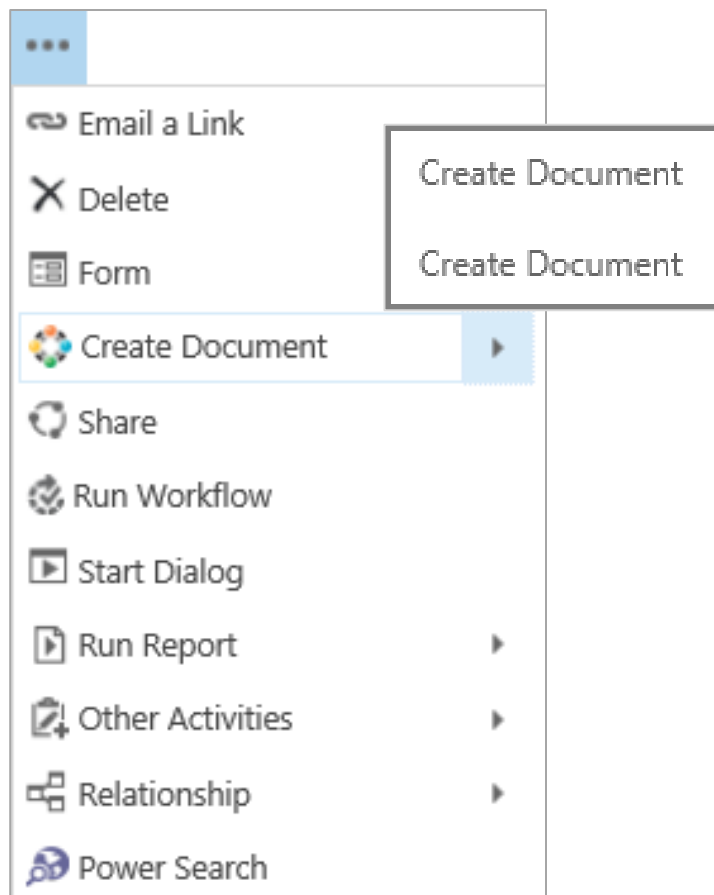 Email a Link
Delete
Form
Create Document
Share
Run Workflow
Start Dialog
Run Report
Other Activities
Relationship
Power Search
Create Document
Create Document